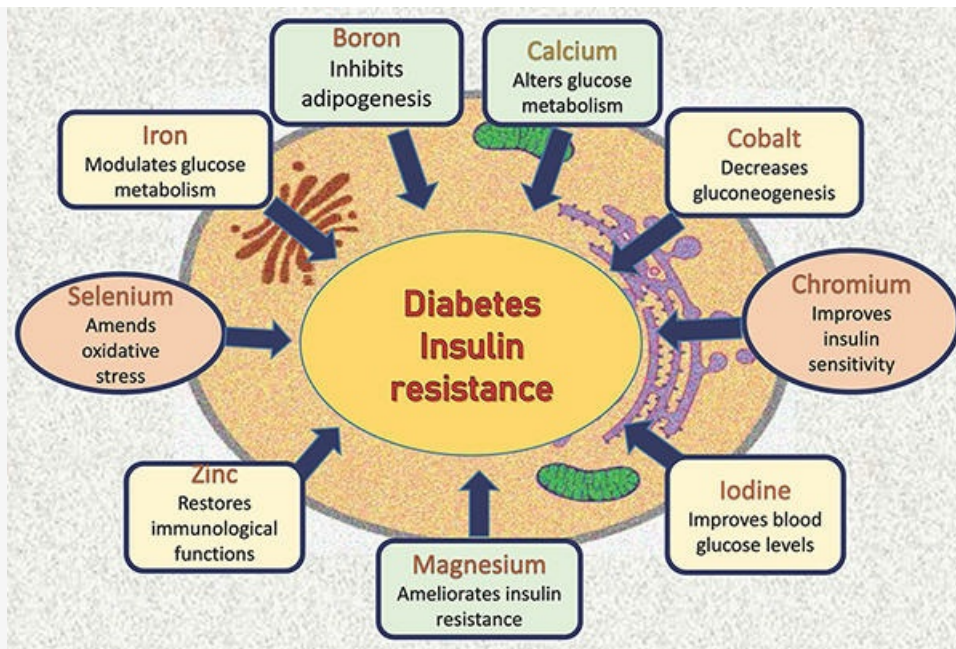 Boron
Inhibits
adipogenesis
Calcium
Alters glucose
metabolism
Iron
Modulates glucose
metabolism
Cobalt
Decreases
gluconeogenesis
Selenium
Amends
oxidative
stress
Diabetes
Insulin
resistance
Chromium
Improves
insulin
sensitivity
Zinc
Restores
immunological
functions
Magnesium
Ameliorates insulin
resistance
Iodine
Improves blood
glucose levels